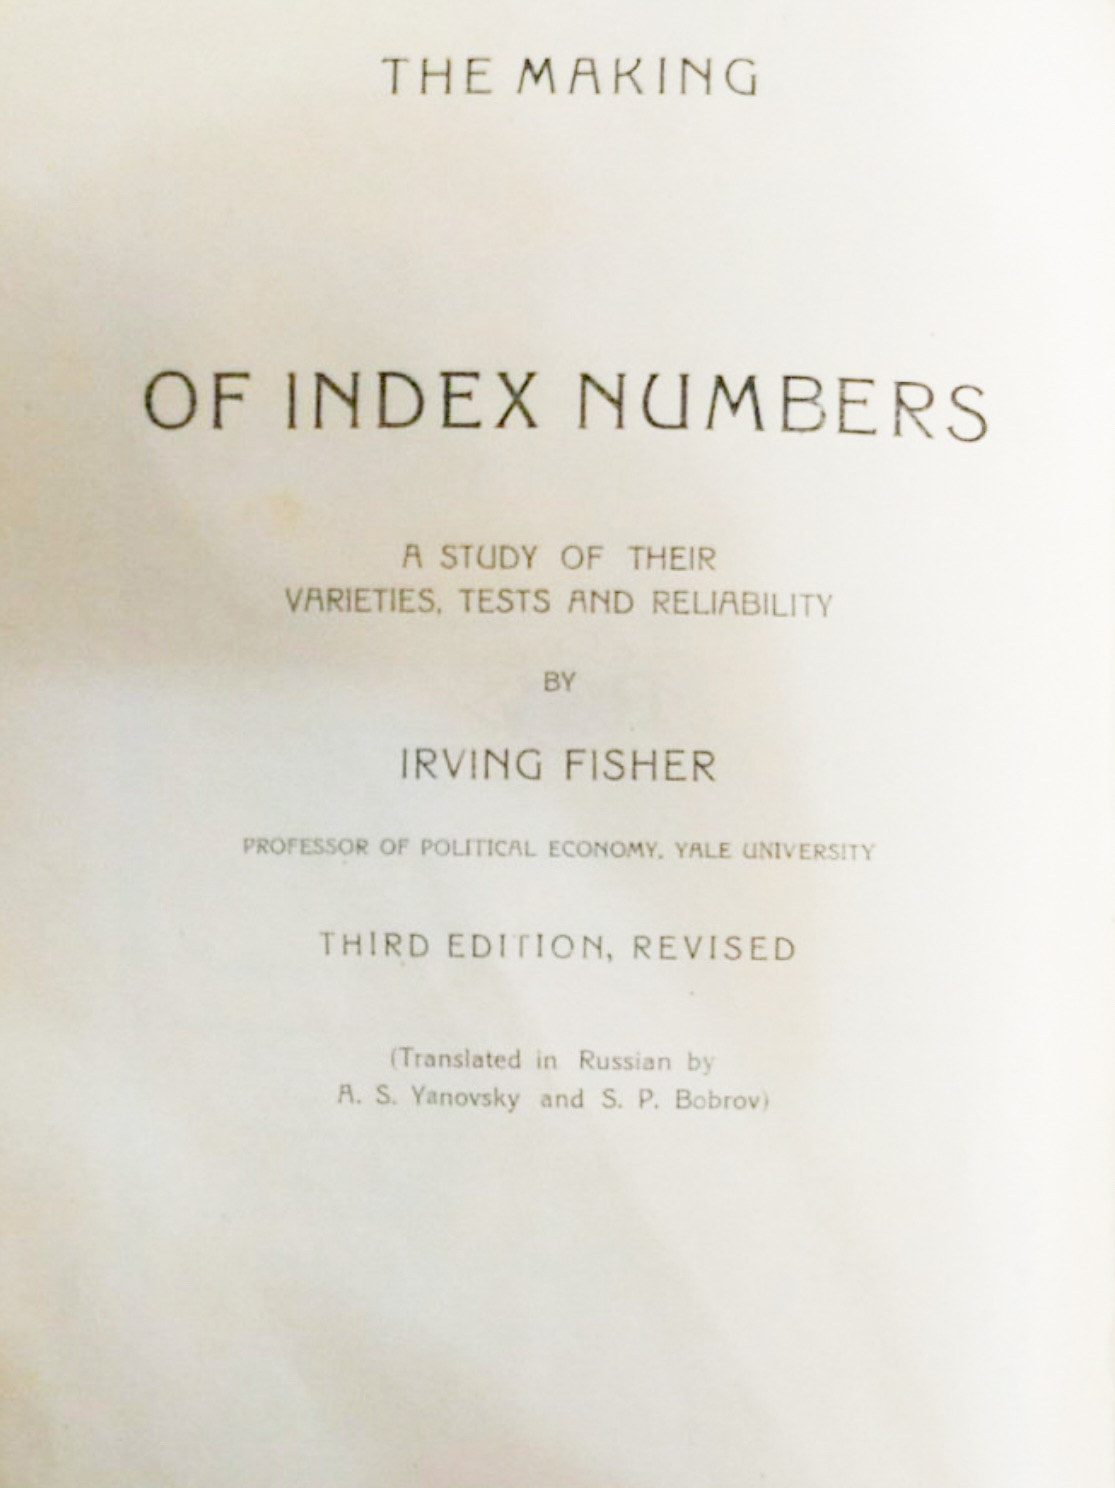 THE MAKING
OF INDEX NUMBERS
A STUDY OF THEIR
VARIETIES, TESTS AND RELIABILITY
BY
IRVING FISHER
PROFESSOR OF POLITICAL ECONOMY, YALE UNIVERSITY
THIRD EDITION, REVISED
(Translated in Russian by
A. S. Yanovsky and S. P. Bobrov)